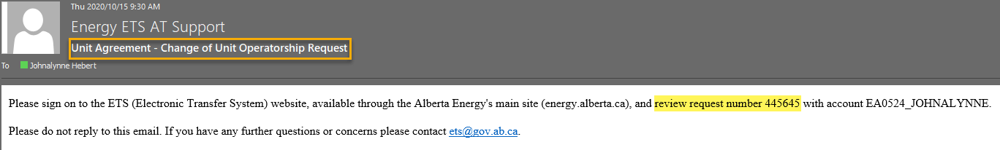 Thu 2020/10/15 9:30 AM
Energy ETS AT Support
Unit Agreement - Change of Unit Operatorship Request
To Johnalynne Hebert
Please sign on to the ETS (Electronic Transfer System) website, available through the Alberta Energy's main site (energy.alberta.ca), and review request number 445645 with account EA0524_JOHNALYNNE.
Please do not reply to this email. If you have any further questions or concerns please contact ets@gov.ab.ca.